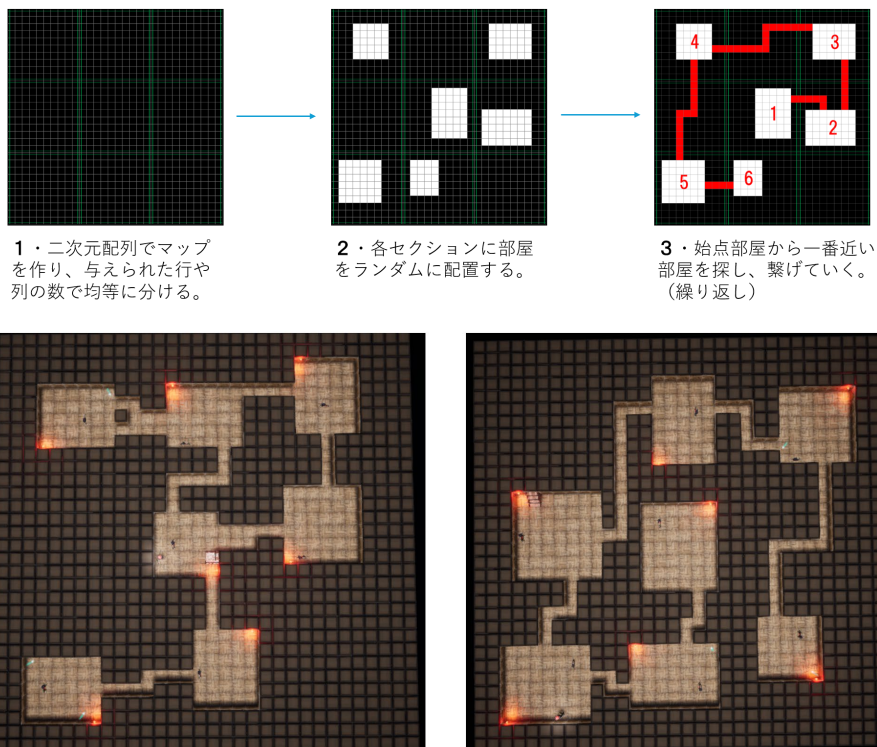 4
3
1
2
5
6
1・二次元配列でマップ
を作り、与えられた行や
列の数で均等に分ける。
2・各セクションに部屋
をランダムに配置する。
3・始点部屋から一番近い
部屋を探し、繋げていく。
（繰り返し）